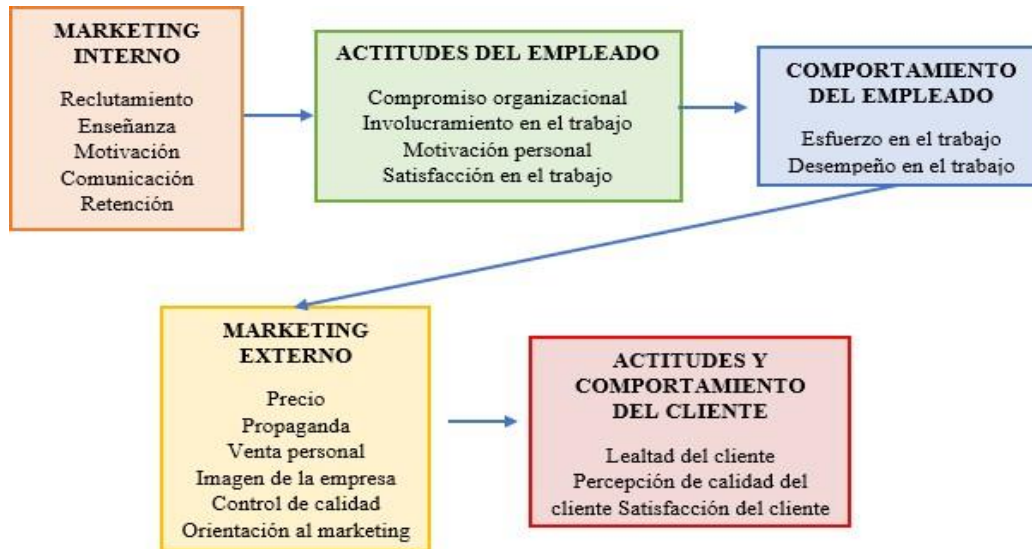 MARKETING
INTERNO
Reclutamiento
Enseñanza
Motivación
Comunicación
Retención
ACTITUDES DEL EMPLEADO
Compromiso organizacional
Involucramiento en el trabajo
Motivación personal
Satisfacción en el trabajo
COMPORTAMIENTO
DEL EMPLEADO
Esfuerzo en el trabajo
Desempeño en el trabajo
MARKETING
EXTERNO
Precio
Propaganda
Venta personal
Imagen de la empresa
Control de calidad
Orientación al marketing
ACTITUDES Y
COMPORTAMIENTO
DEL CLIENTE
Lealtad del cliente
Percepción de calidad del
cliente Satisfacción del cliente